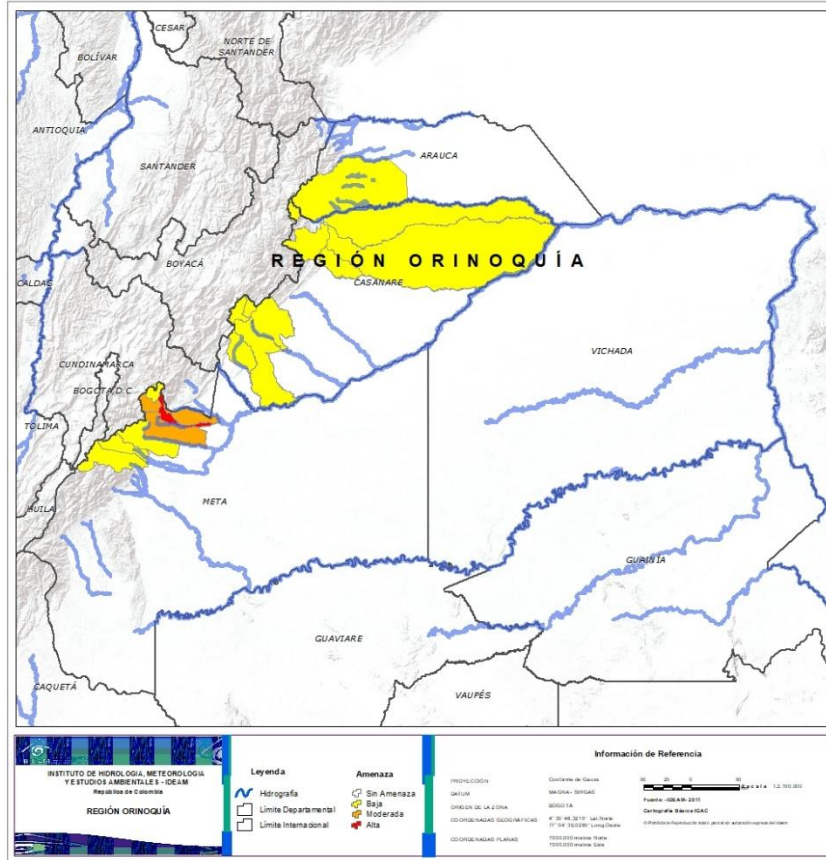 CESAR
NORTE DE
SANTANDER
BOLÍVAR
ANTIOQUIA
ARAUCA
SANTANDER
BOYACÁ
REGIÓN ORINOQUÍA
CASANARE
CALDAS
VICHADA
CUNDINAMARCA
BOGOTÁ, D.C
TOLIMA
META
HUILA
GUAINÍA
GUAVIARE
CAQUETÁ
VAUPÉS
INSTITUTO DE HIDROLOGIA, METEOROLOGIA
Y ESTUDIOS AMBIENTALES - IDEAM
República de Colombia
REGIÓN ORINOQUÍA
Leyenda
Hidrografía
Límite Departamental
Límite Internacional
Amenaza
Sin Amenaza
Baja
Moderada
Alta
Información de Referencia
PROYECCIÓN Conforme de Gauss
DATUM MAGNA - SIRGAS
ORIGEN DE LA ZONA BOGOTÁ
COORDENADAS GEOGRÁFICAS
COORDENADAS PLANAS
Escala
Fuente: -IDEAM- 2011
Cartografía Básica IGAC